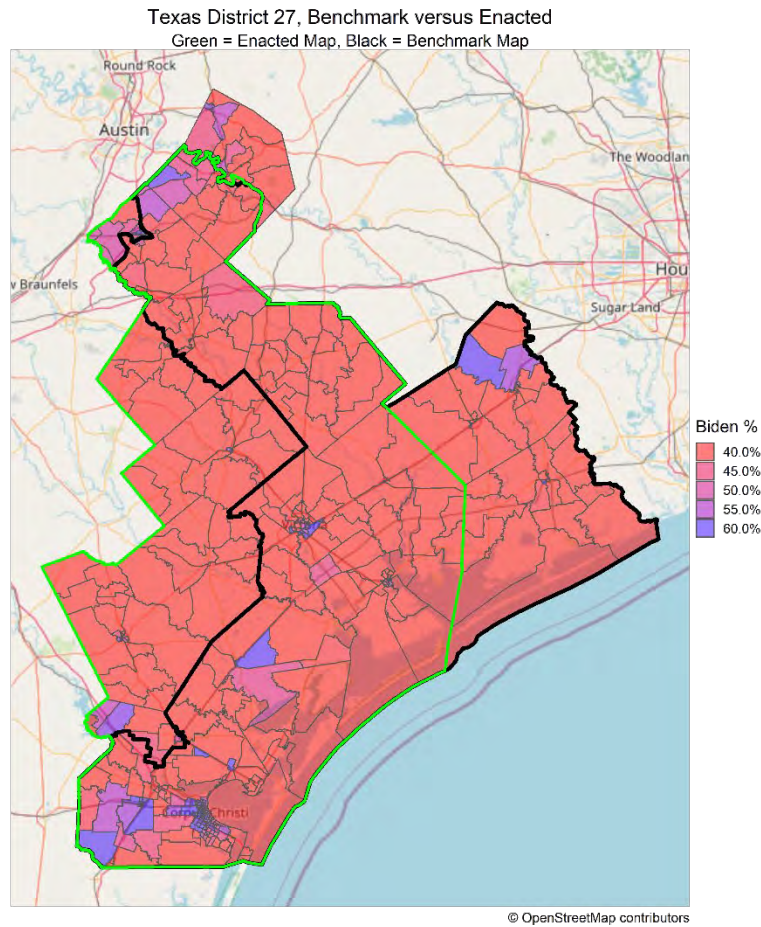 Texas District 27, Benchmark versus Enacted
Green = Enacted Map, Black = Benchmark Map
Round Rock
Austin
The Woodlan
w Braunfels
Hou
Sugar Land
Biden %
40.0%
45.0%
50.0%
55.0%
60.0%
Corpus Christi
© OpenStreetMap contributors